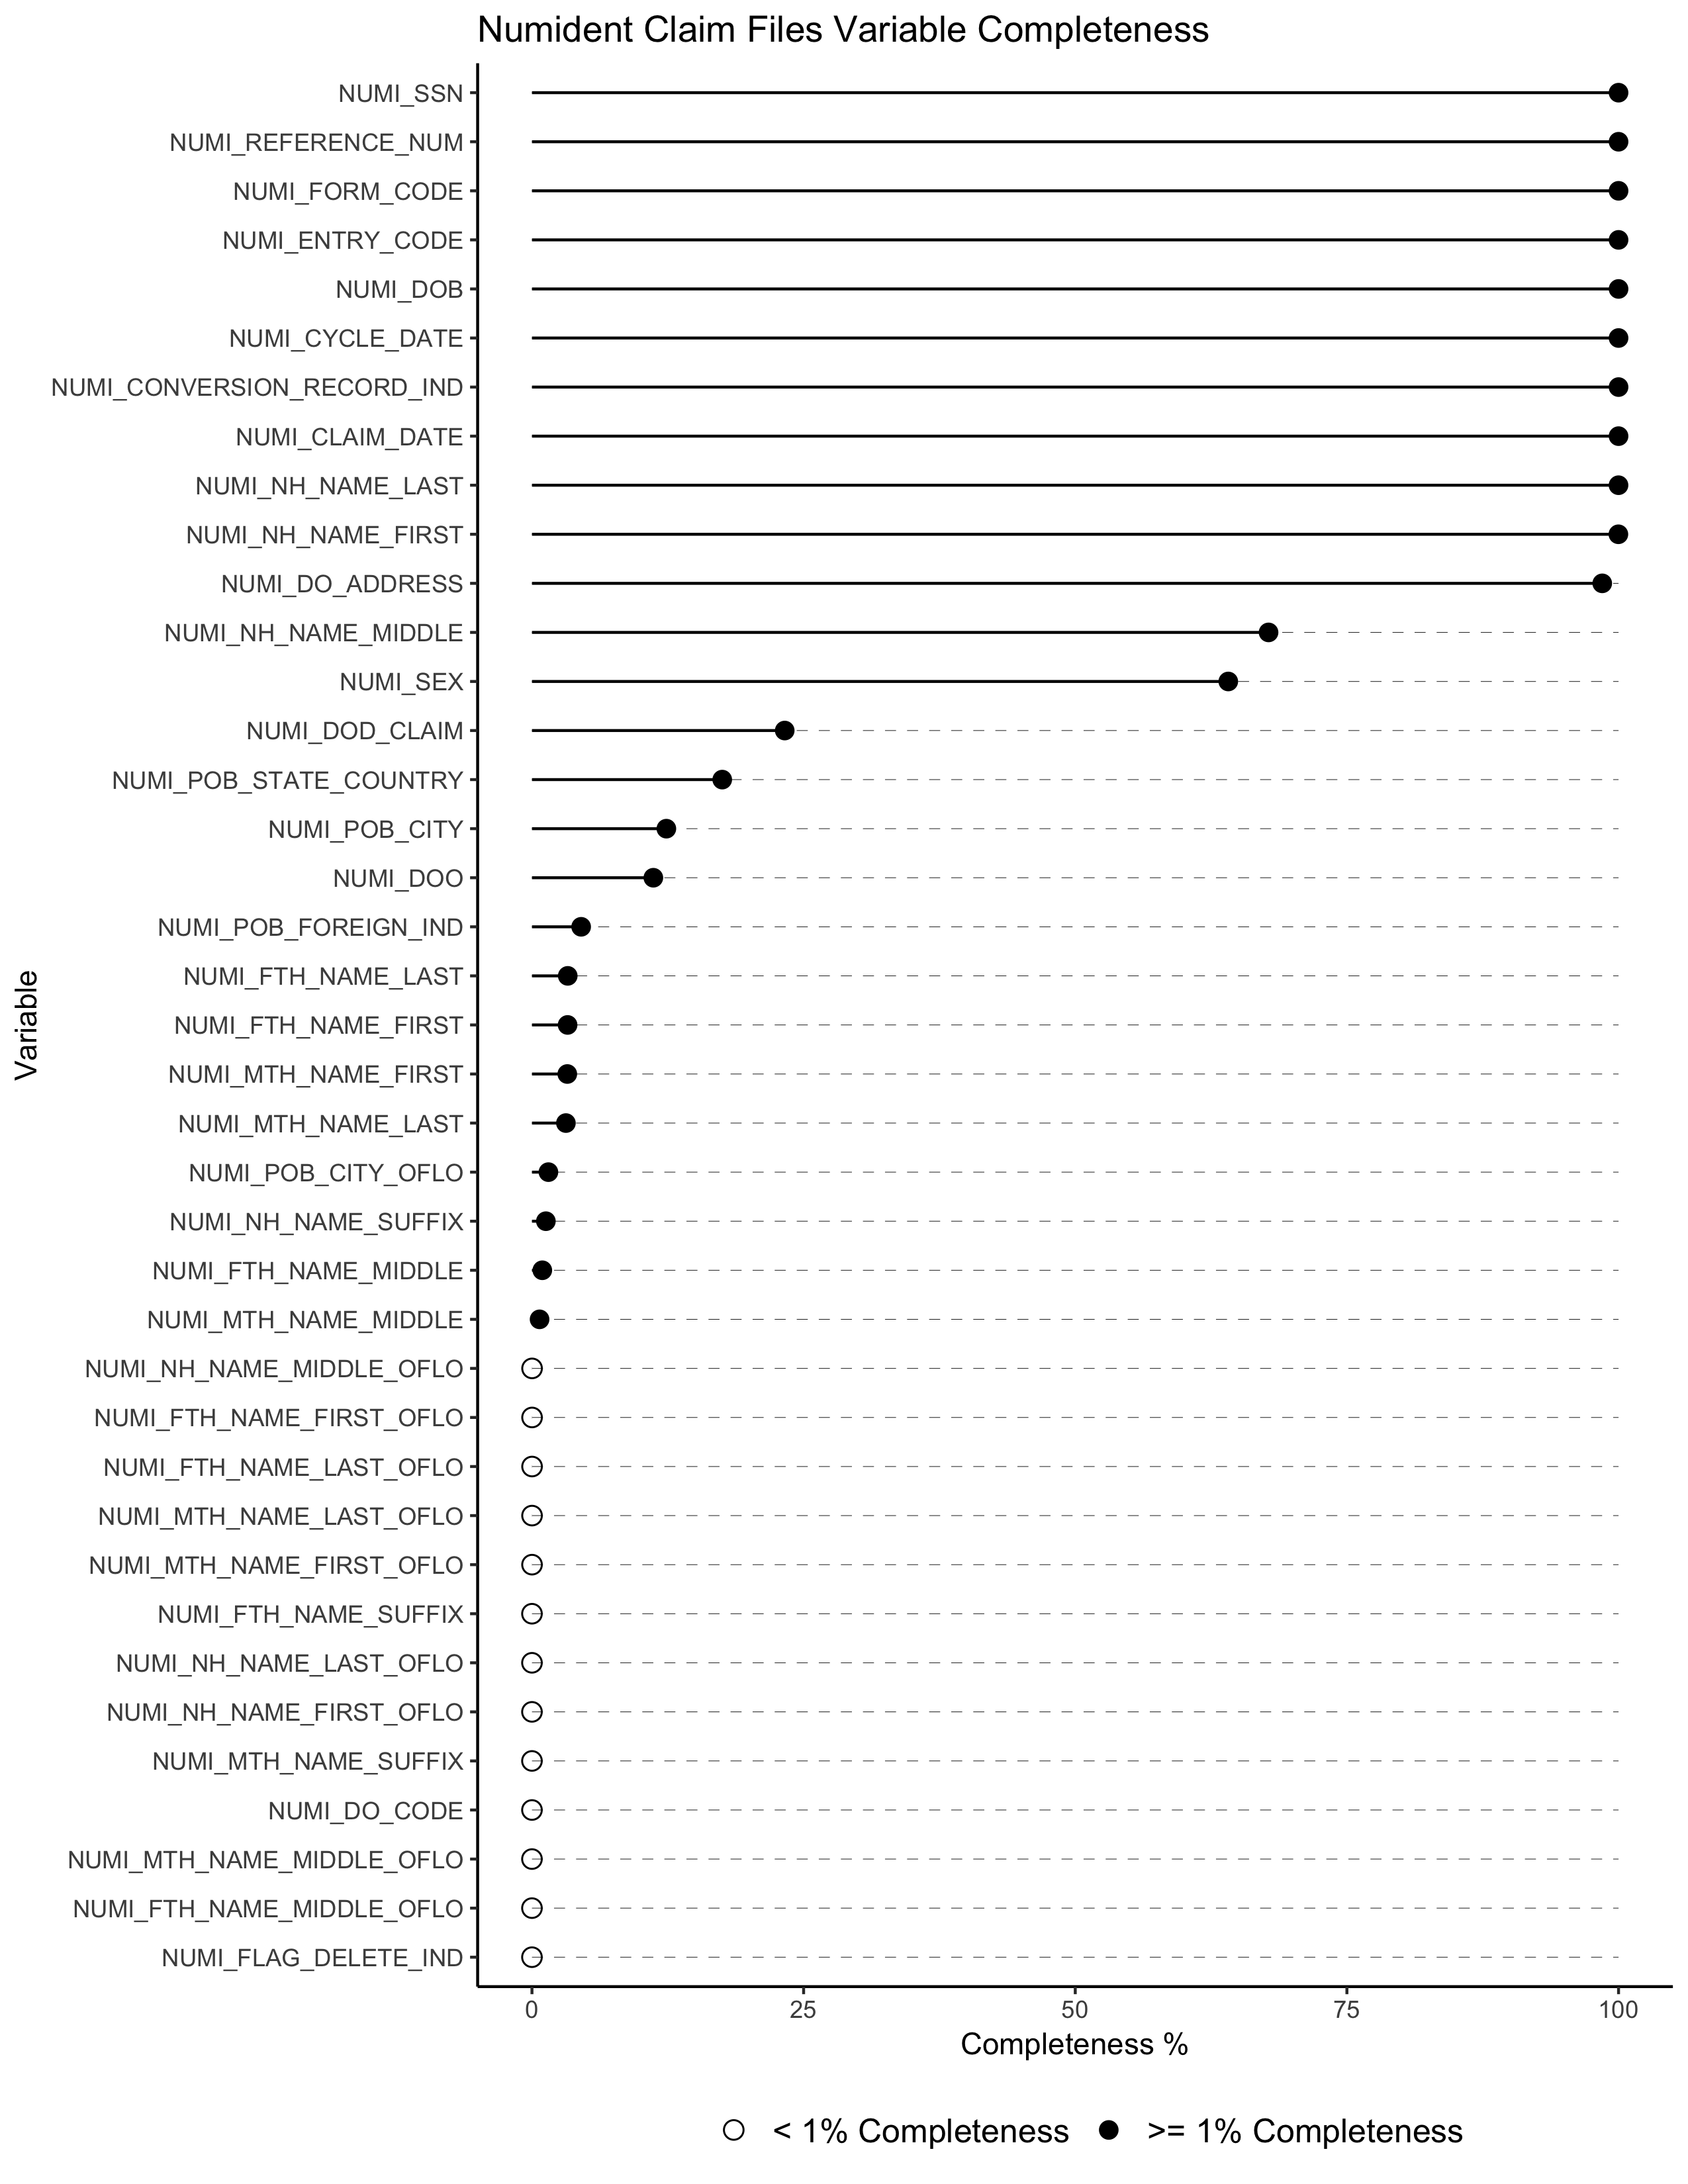 Numident Claim Files Variable Completeness
NUMI_SSN
NUMI_REFERENCE_NUM
NUMI_FORM_CODE
NUMI_ENTRY_CODE
NUMI_DOB
NUMI_CYCLE_DATE
NUMI_CONVERSION_RECORD_IND
NUMI_CLAIM_DATE
NUMI_NH_NAME_LAST
NUMI_NH_NAME_FIRST
NUMI_DO_ADDRESS
NUMI_NH_NAME_MIDDLE
NUMI_SEX
NUMI_DOD_CLAIM
NUMI_POB_STATE_COUNTRY
NUMI_POB_CITY
NUMI_DOO
NUMI_POB_FOREIGN_IND
NUMI_FTH_NAME_LAST
NUMI_FTH_NAME_FIRST
NUMI_MTH_NAME_FIRST
NUMI_MTH_NAME_LAST
NUMI_POB_CITY_OFLO
NUMI_NH_NAME_SUFFIX
NUMI_FTH_NAME_MIDDLE
NUMI_MTH_NAME_MIDDLE
NUMI_NH_NAME_MIDDLE_OFLO
NUMI_FTH_NAME_FIRST_OFLO
NUMI_FTH_NAME_LAST_OFLO
NUMI_MTH_NAME_LAST_OFLO
NUMI_MTH_NAME_FIRST_OFLO
NUMI_FTH_NAME_SUFFIX
NUMI_NH_NAME_LAST_OFLO
NUMI_NH_NAME_FIRST_OFLO
NUMI_MTH_NAME_SUFFIX
NUMI_DO_CODE
NUMI_MTH_NAME_MIDDLE_OFLO
NUMI_FTH_NAME_MIDDLE_OFLO
NUMI_FLAG_DELETE_IND
Variable
0 25 50 75 100
Completeness %
< 1% Completeness >= 1% Completeness